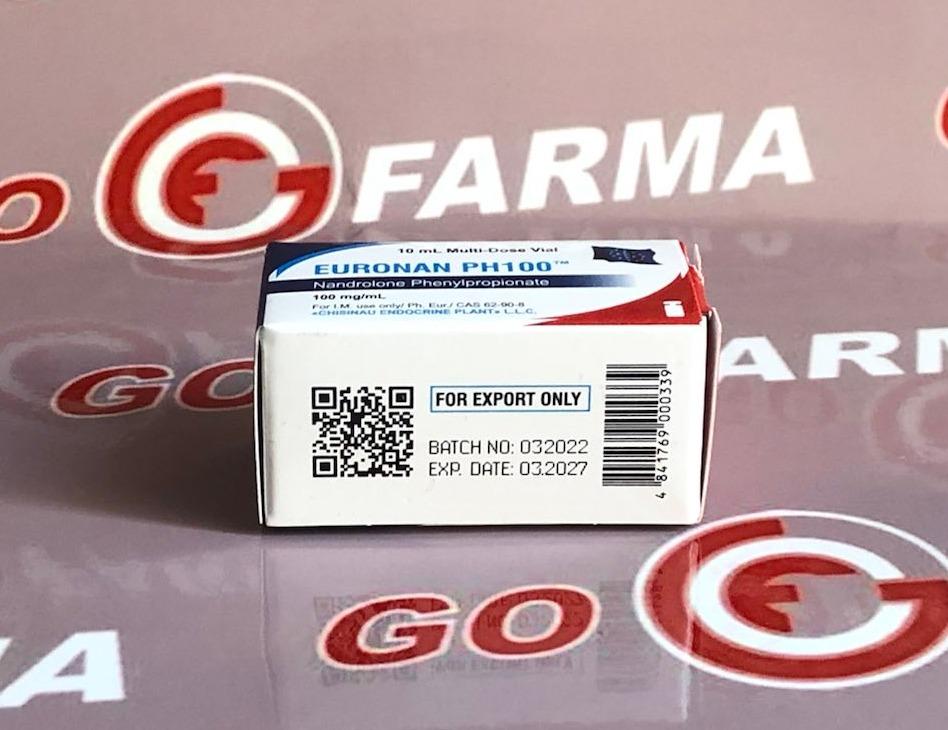 FARMA
O
10 mL Multi-Dose Vial
EURONAN PH100™
Nandrolone Phenylpropionate
100 mg/mL
For I.M. use only/ Ph. Eur./ CAS 62-90-8
«CHISINAU ENDOCRINE PLANT» L.L.C.
GO
ARM
FOR EXPORT ONLY
BATCH NO: 032022
EXP. DATE: 03.2027
4 841769 000339
GO
MA